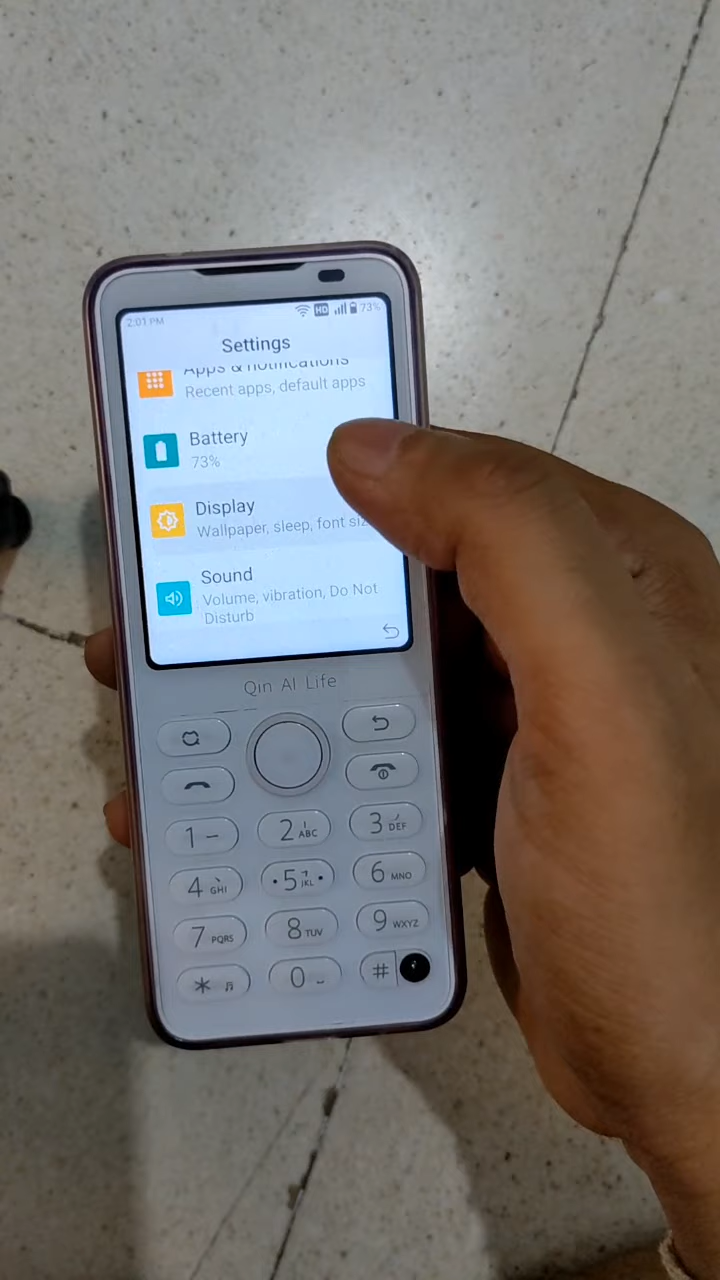 2:01 PM HD 73%
Settings
Apps & notifications
Recent apps, default apps
Battery
73%
Display
Wallpaper, sleep, font
Sound
Volume, vibration, Do Not
Disturb
Qin AI Life
1 2 ABC 3 DEF
4 GHI 5 JKL 6 MNO
7 PQRS 8 TUV 9 WXYZ
* 0 #